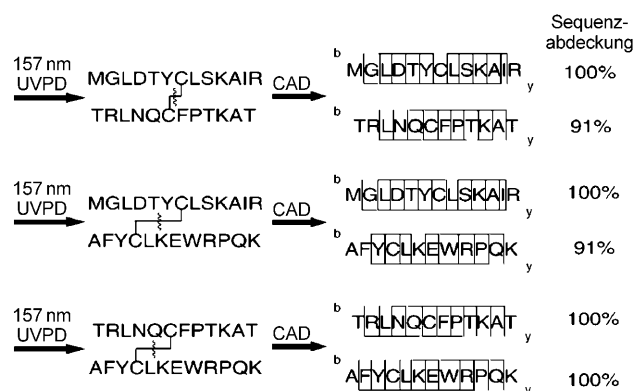 Sequenz-
abdeckung
157 nm
UVPD
MGLDTYCLSKAIR
TRLNQCFPTKAT
CAD
b
MGLDTYCLSKAIR
y
100%
b
TRLNQCFPTKAT
y
91%
157 nm
UVPD
MGLDTYCLSKAIR
AFYCLKEWRPQK
CAD
b
MGLDTYCLSKAIR
y
100%
b
AFYCLKEWRPQK
y
91%
157 nm
UVPD
TRLNQCFPTKAT
AFYCLKEWRPQK
CAD
b
TRLNQCFPTKAT
y
100%
b
AFYCLKEWRPQK
y
100%